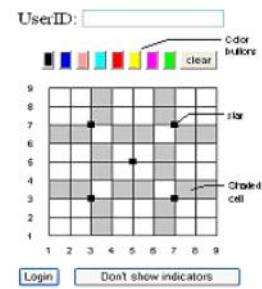 UserID:
Color
buttons
clear
9
8
star
7
6
5
Shaded
4
cell
3
2
1
1 2 3 4 5 6 7 8 9
Login Don't show indicators